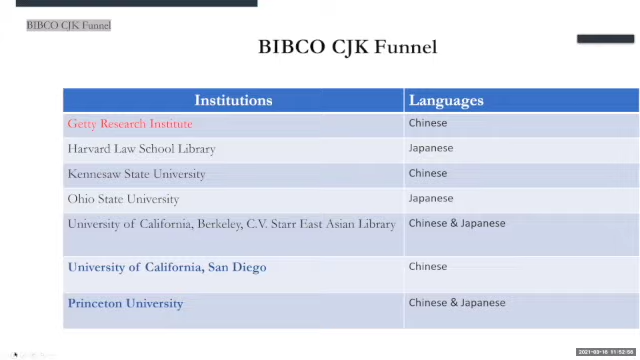 BIBCO CJK Funnel
BIBCO CJK Funnel
Institutions Languages
Getty Research Institute Chinese
Harvard Law School Library Japanese
Kennesaw State University Chinese
Ohio State University Japanese
University of California, Berkeley, C.V. Starr East Asian Library Chinese & Japanese
University of California, San Diego Chinese
Princeton University Chinese & Japanese
2021-03-16 11:52:56